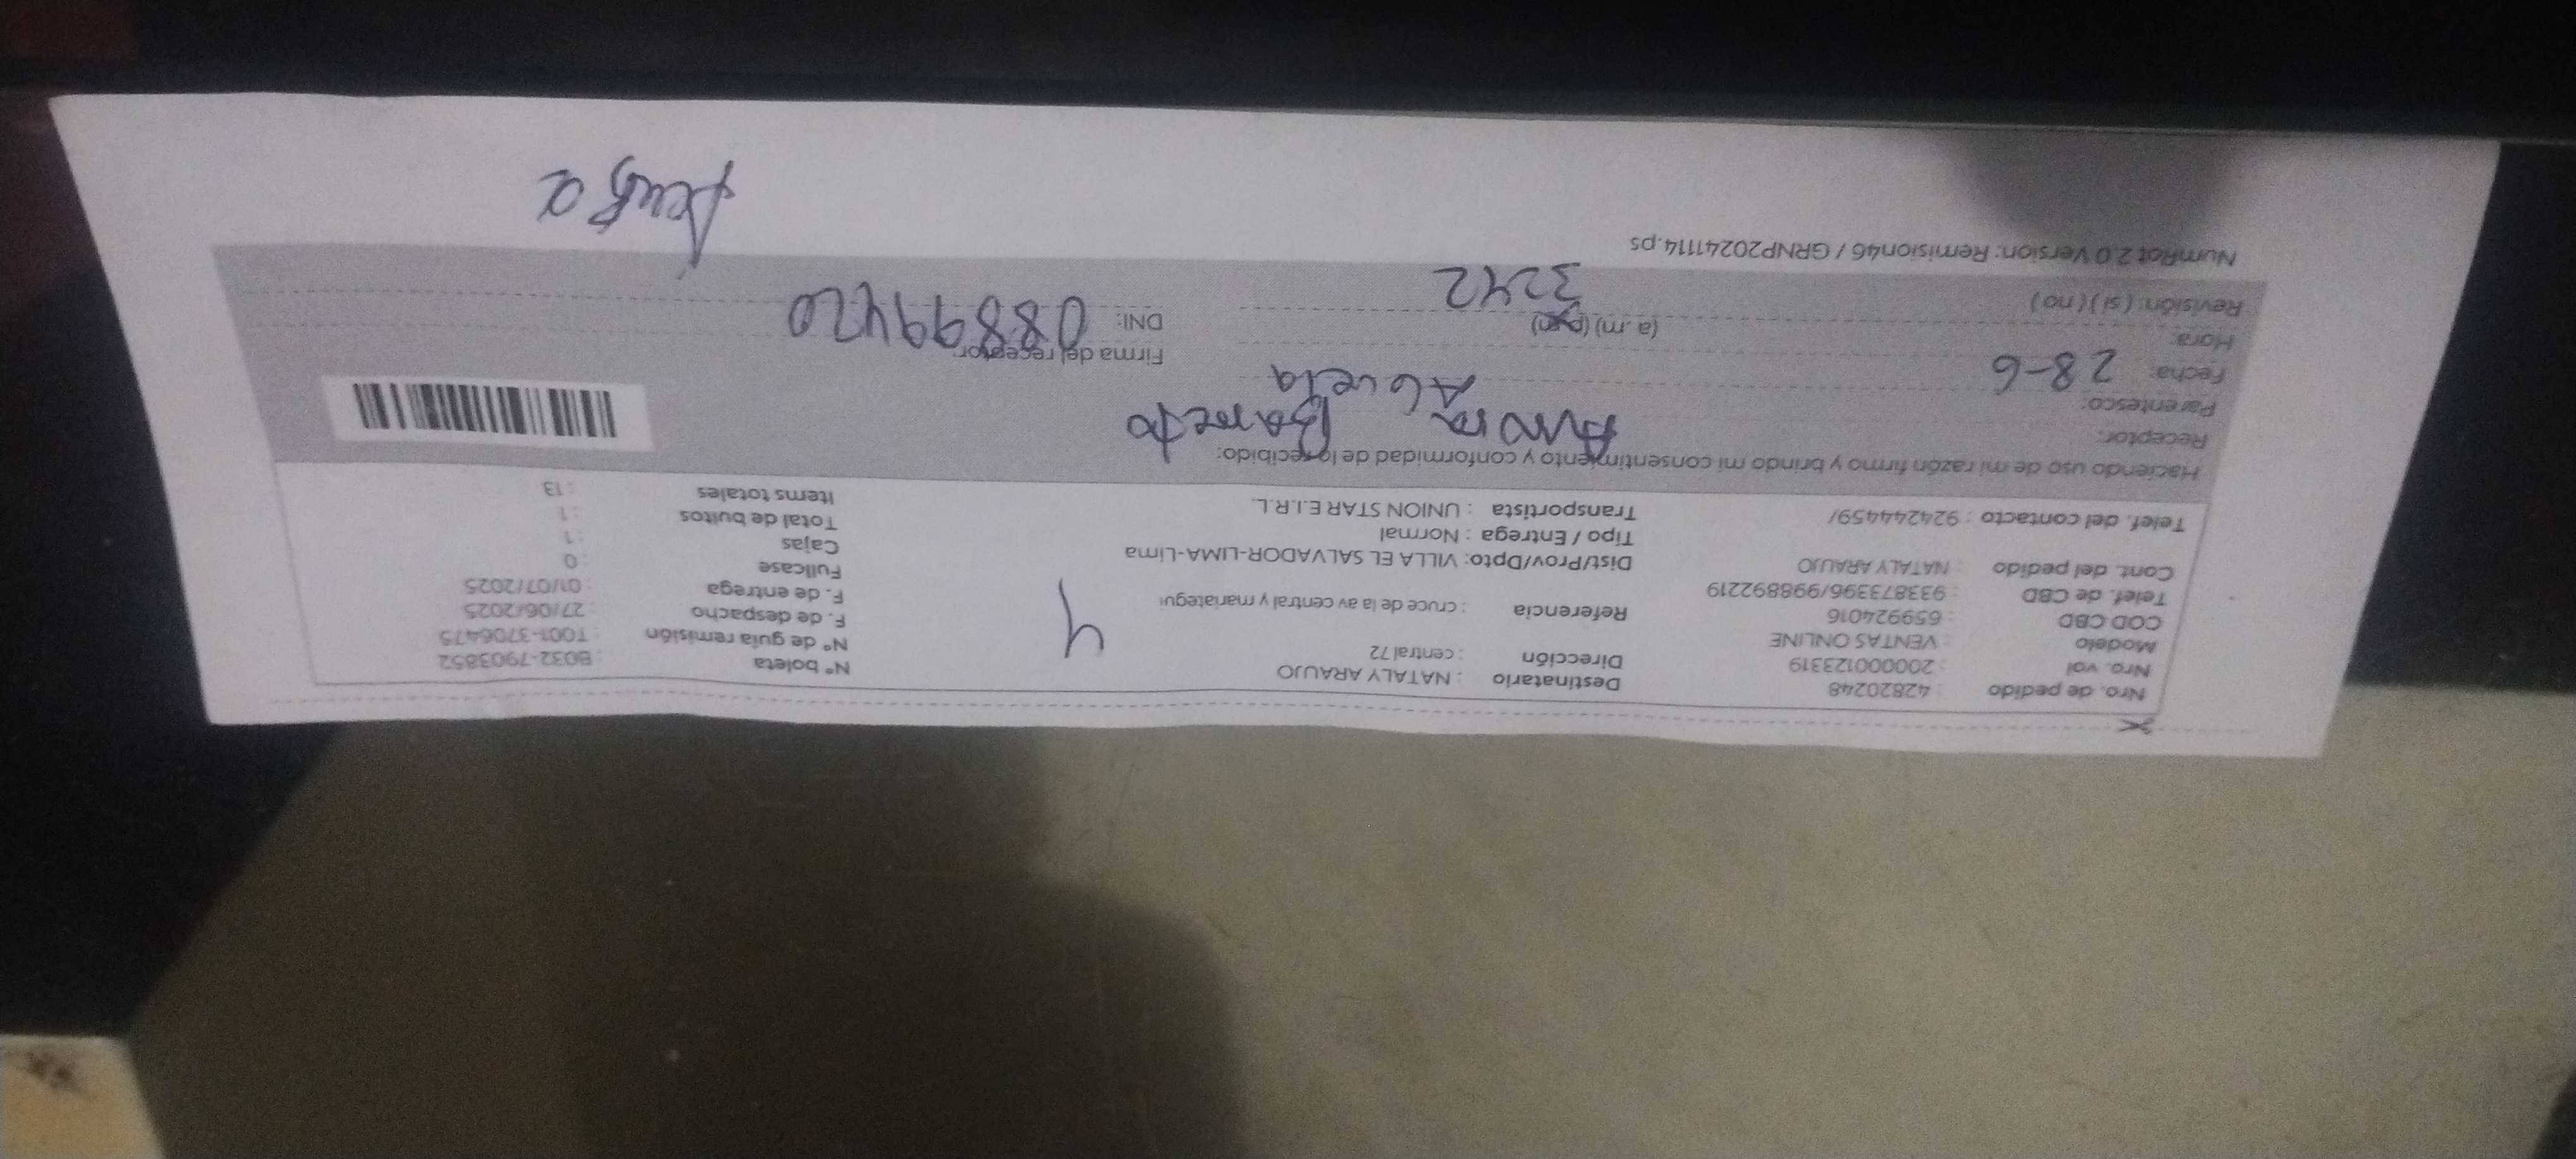 Nro. de pedido : 42820248
Nro. val : 20000123319
Modelo : VENTAS ONLINE
COD CBD : 659924016
Telef. de CBD : 933873396/998892219
Cont. del pedido : NATALY ARAUJO
Telef. del contacto : 924244459/
Destinatario : NATALY ARAUJO
Dirección : central 72
Referencia : cruce de la av central y mariategui
Dist/Prov/Dpto: VILLA EL SALVADOR-LIMA-Lima
Tipo / Entrega : Normal
Transportista : UNION STAR E.I.R.L.
4
N° boleta : B032-7903852
N° de guía remisión : T001-3706475
F. de despacho : 27/06/2025
F. de entrega : 01/07/2025
Fullcase : 0
Cajas : 1
Total de bultos : 1
Items totales : 13
Haciendo uso de mi razón firmo y brindo mi consentimiento y conformidad de lo recibido:
Receptor:
Barreto
Parentesco: Abuela
Fecha: 28-6
Hora: (a.m) (pm)
Revisión: (si) (no) 3242
Firma del receptor:
DNI: 08899420
NumRot 2.0 Version: Remision46 / GRNP20241114.ps